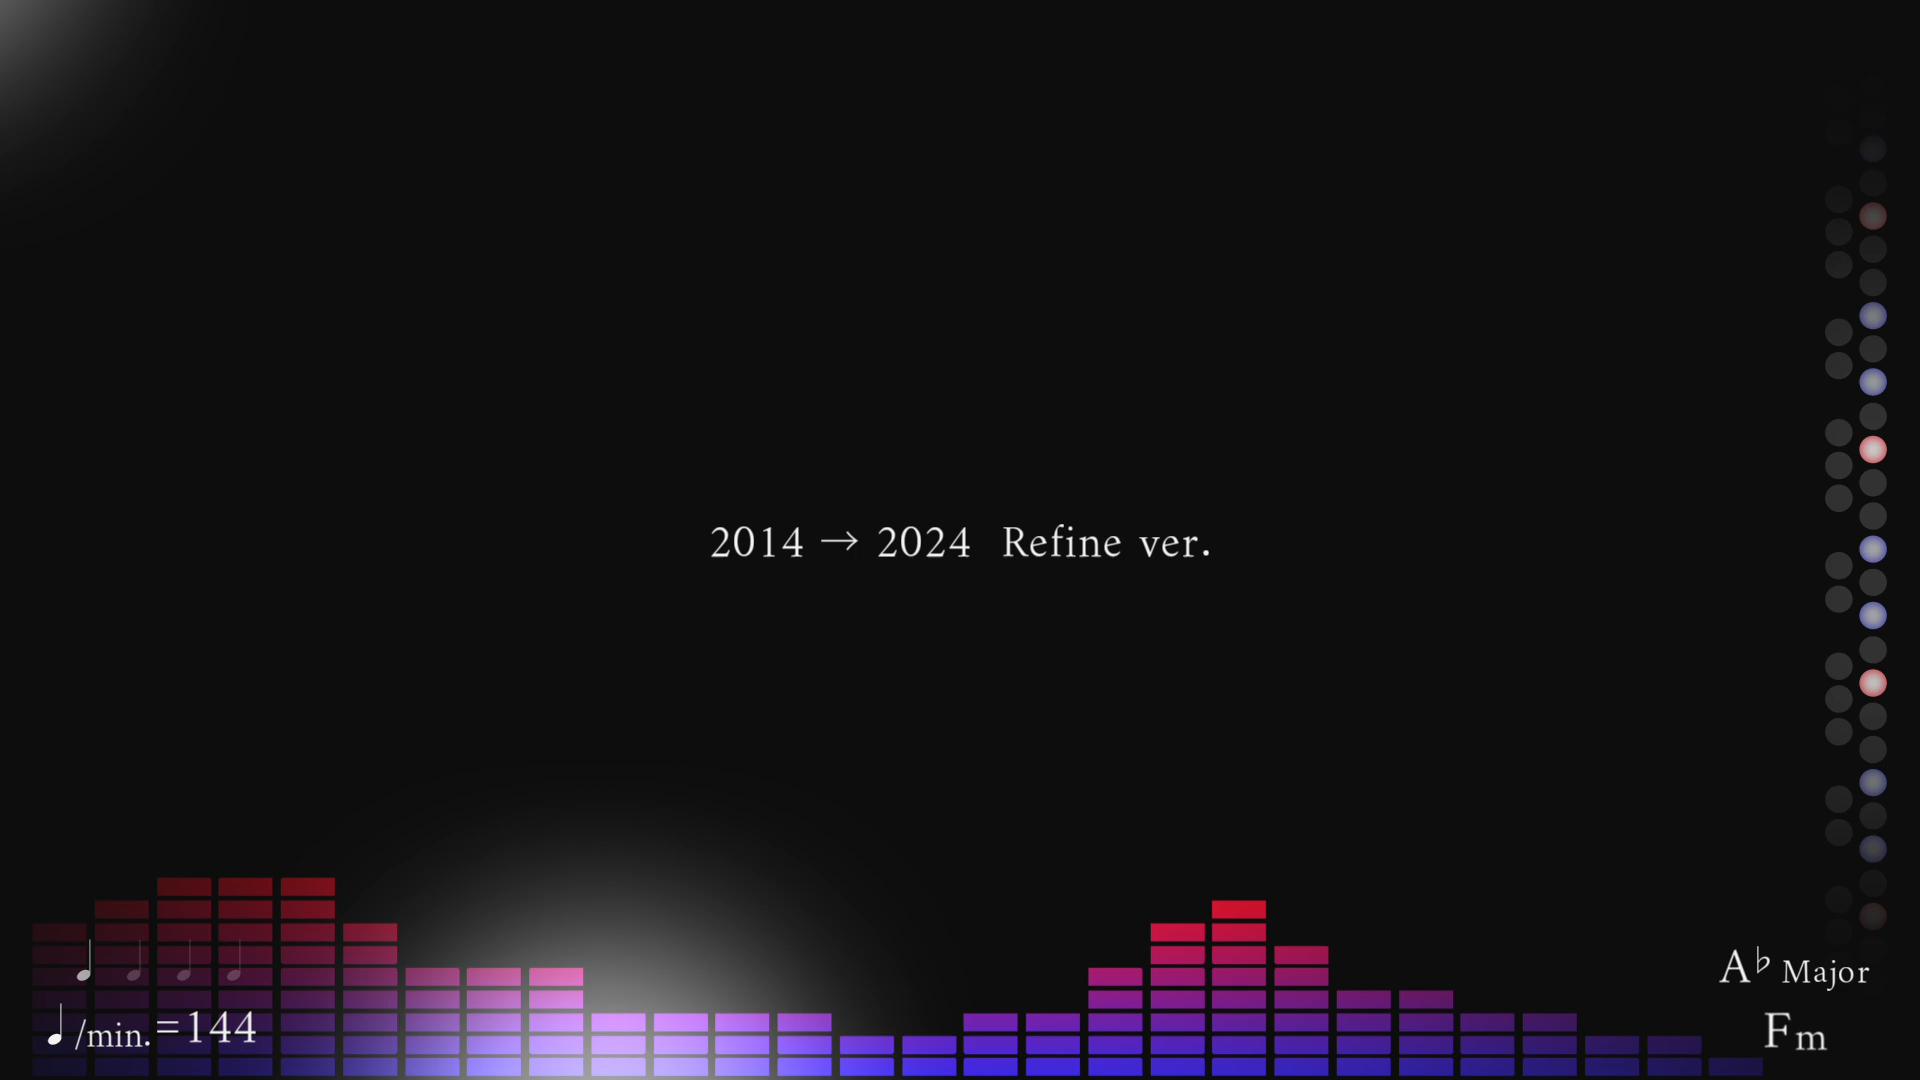 2014 → 2024 Refine ver.
♩/min.=144
A♭ Major
Fm